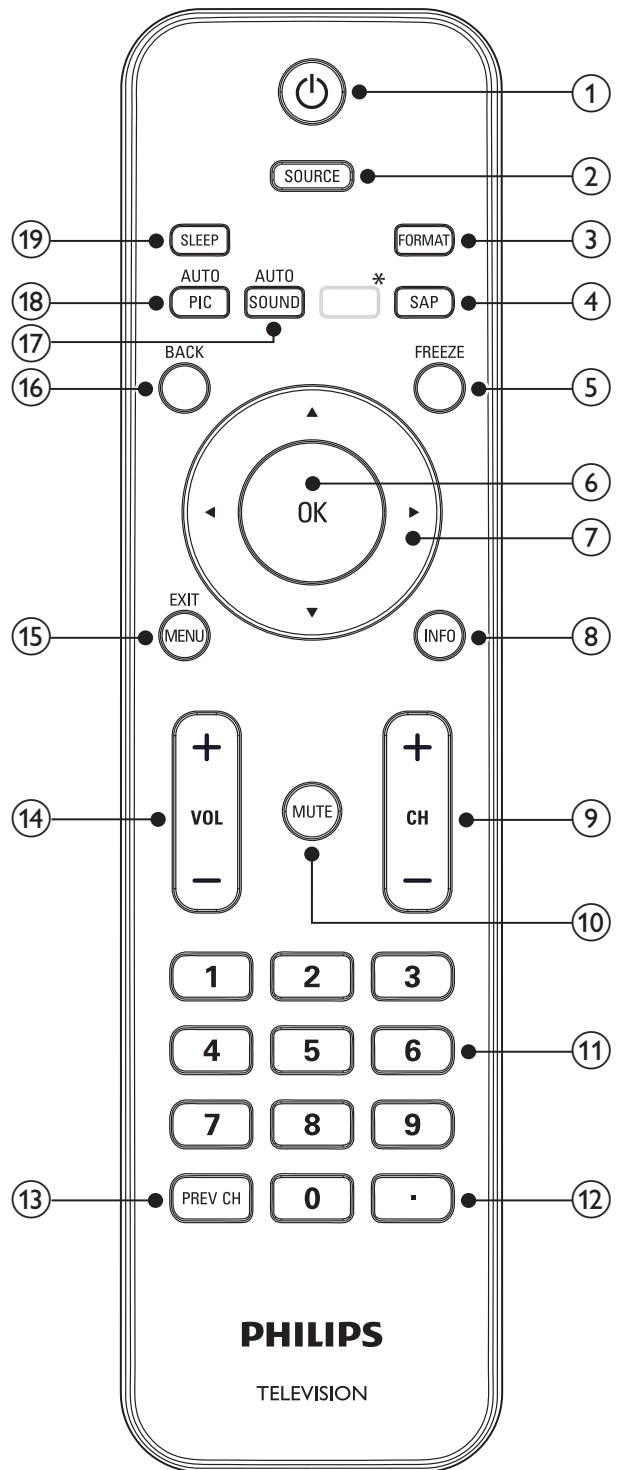 1
SOURCE
2
19
SLEEP
FORMAT
3
AUTO
AUTO
*
18
PIC
SOUND
SAP
4
17
BACK
FREEZE
16
5
OK
6
7
EXIT
15
MENU
INFO
8
+
+
14
VOL
MUTE
CH
9
−
−
10
1
2
3
4
5
6
11
7
8
9
13
PREV CH
0
.
12
PHILIPS
TELEVISION